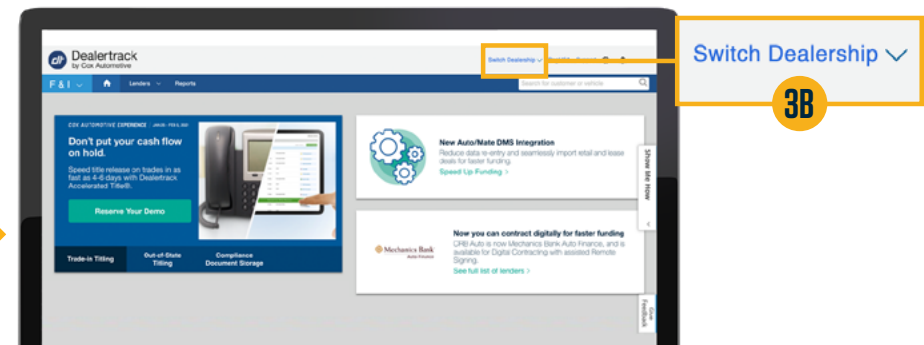 Dealertrack
by Cox Automotive
Switch Dealership
Switch Dealership
3B
F & I
Lenders
Reports
Search for customer or vehicle
COX AUTOMOTIVE EXPERIENCE
Don't put your cash flow
on hold.
Speed title release on trades in as
fast as 4-6 days with Dealertrack
Accelerated Title®.
Reserve Your Demo
Trade-In Titling
Out-of-State
Titling
Compliance
Document Storage
New Auto/Mate DMS Integration
Reduce data re-entry and seamlessly import retail and lease
deals for faster funding.
Speed Up Funding >
Show Me How
Mechanics Bank
Auto Finance
Now you can contract digitally for faster funding
CRB Auto is now Mechanics Bank Auto Finance, and is
available for Digital Contracting with assisted Remote
Signing.
See full list of lenders >
Give
Feedback